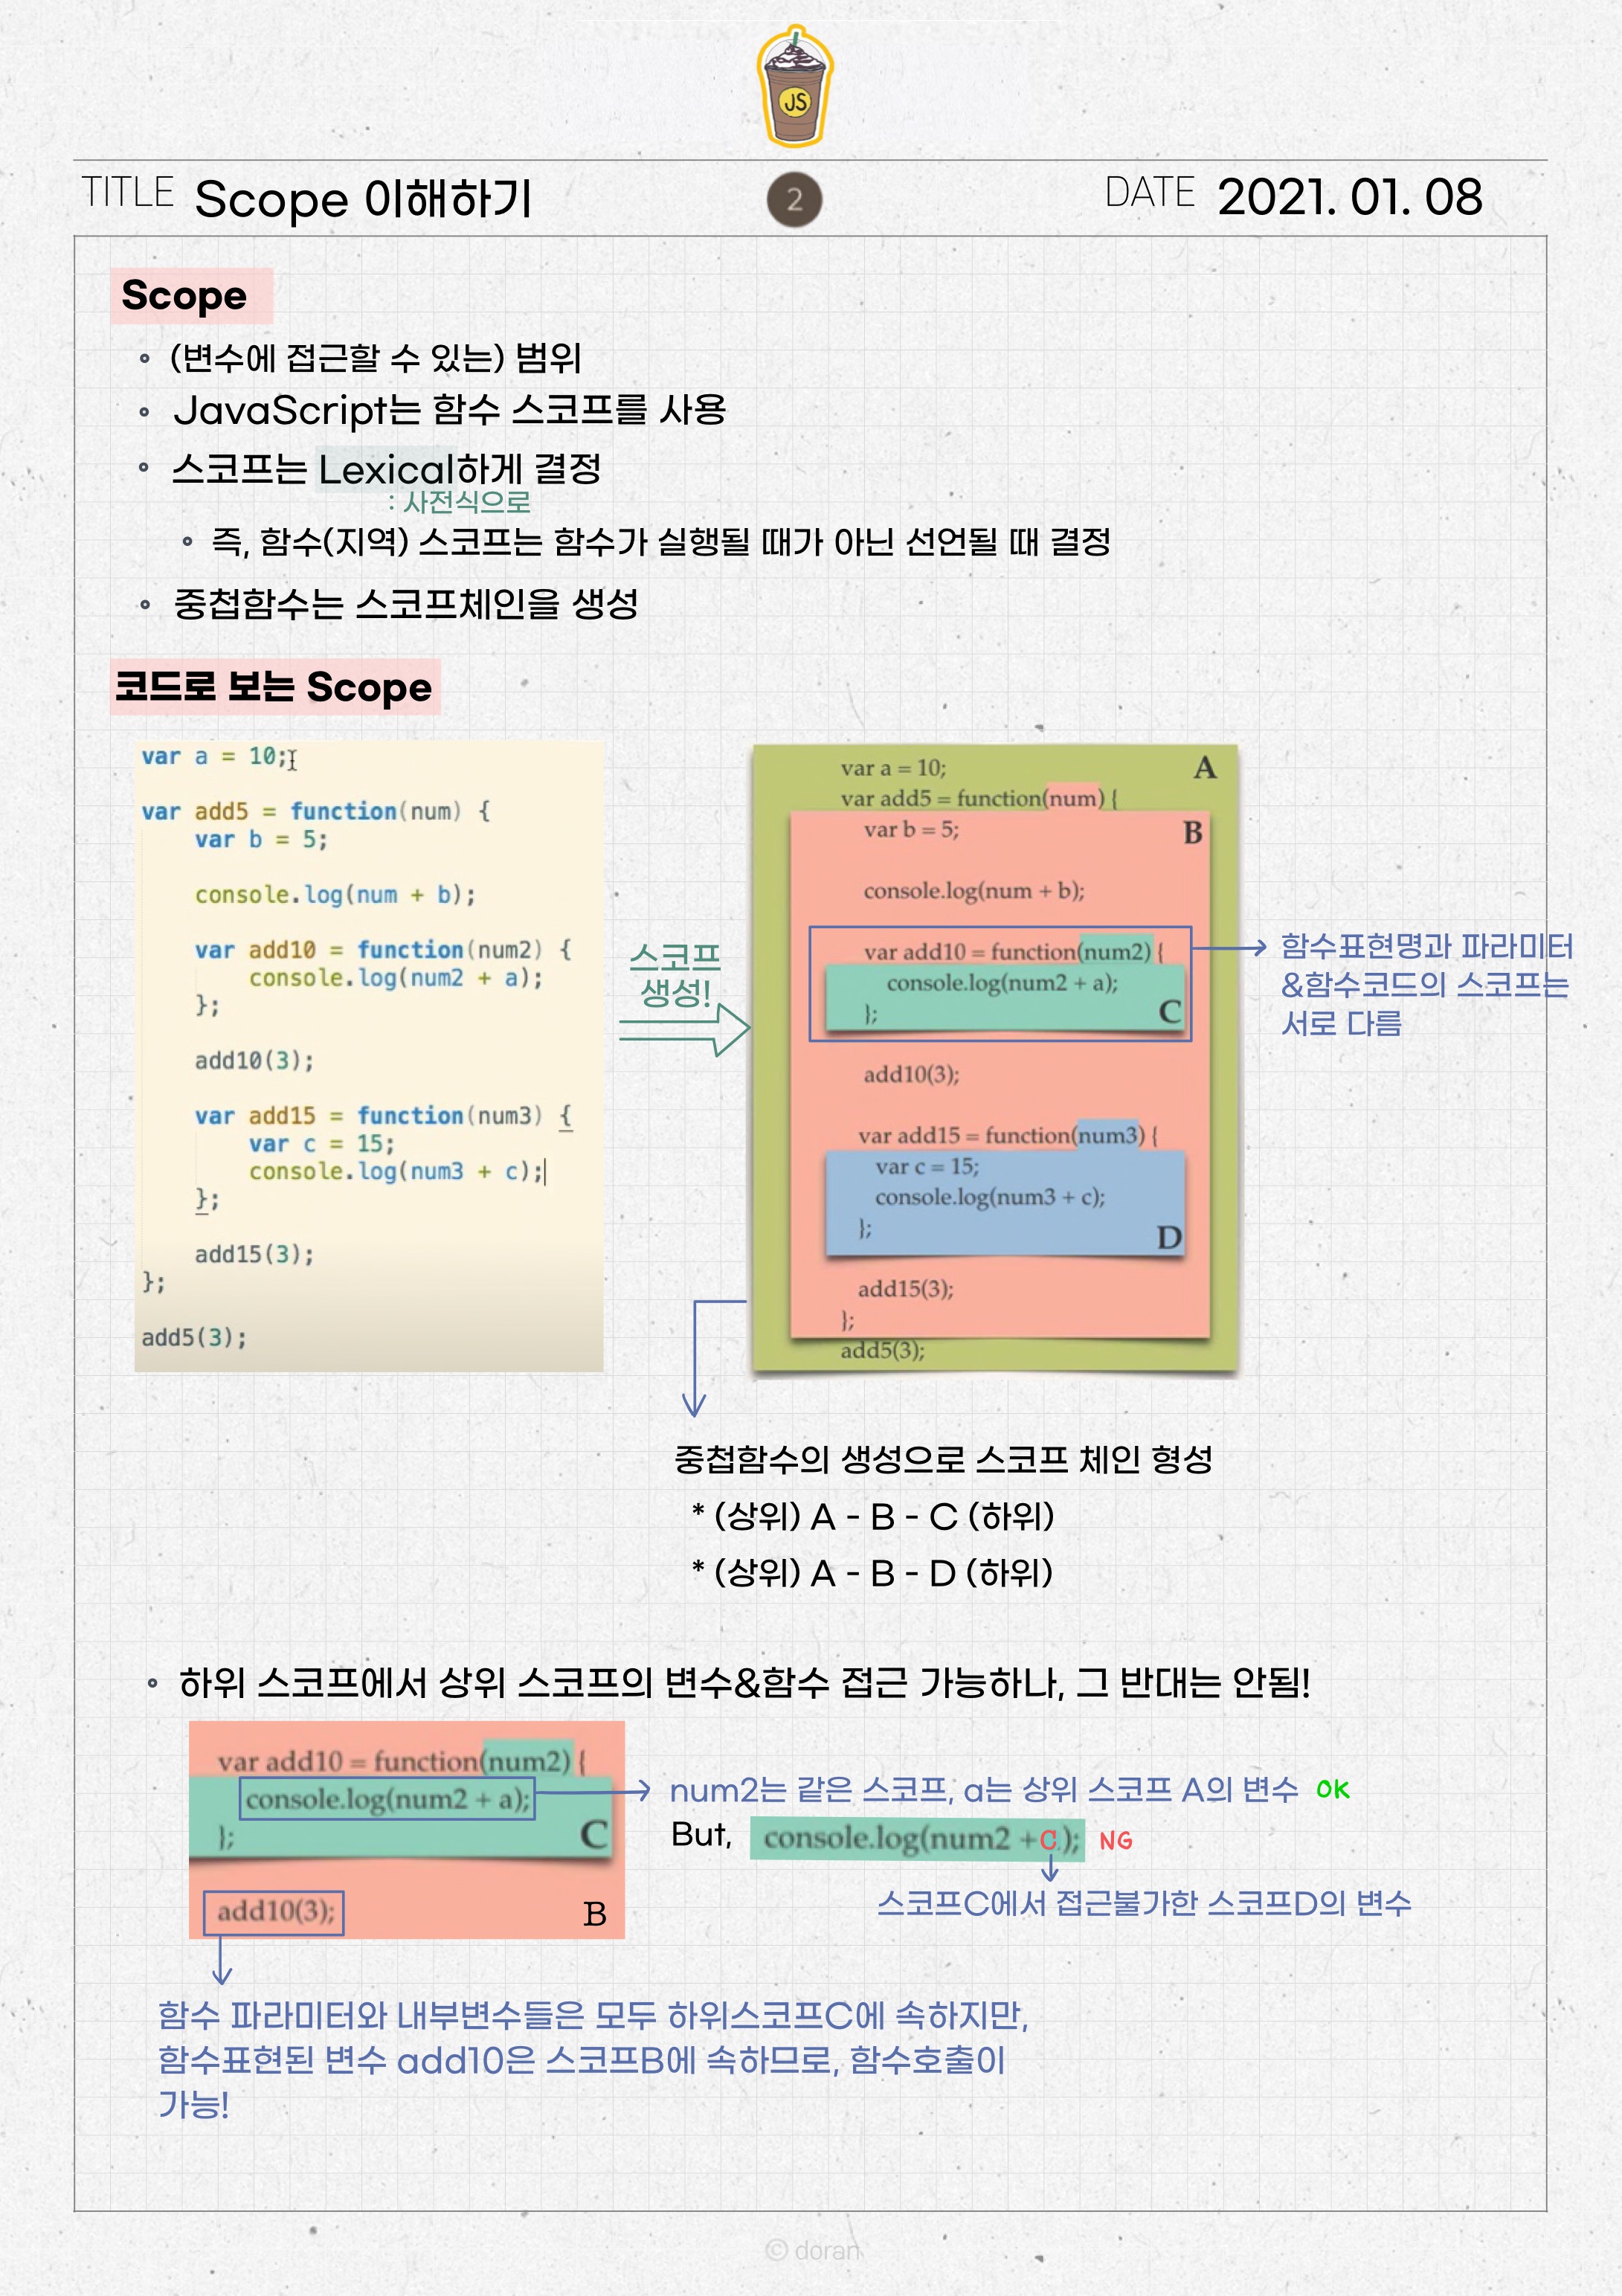 JS
TITLE Scope 이해하기
2
DATE 2021. 01. 08
Scope
(변수에 접근할 수 있는) 범위
JavaScript는 함수 스코프를 사용
스코프는 Lexical하게 결정
: 사전식으로
즉, 함수(지역) 스코프는 함수가 실행될 때가 아닌 선언될 때 결정
중첩함수는 스코프체인을 생성
코드로 보는 Scope
var a = 10;
var add5 = function(num) {
var b = 5;
console.log(num + b);
var add10 = function(num2) {
console.log(num2 + a);
};
add10(3);
var add15 = function(num3) {
var c = 15;
console.log(num3 + c);
};
add15(3);
};
add5(3);
스코프
생성!
var a = 10; A
var add5 = function(num) {
var b = 5; B
console.log(num + b);
var add10 = function(num2) {
console.log(num2 + a);
}; C
add10(3);
var add15 = function(num3) {
var c = 15;
console.log(num3 + c);
}; D
add15(3);
};
add5(3);
함수표현명과 파라미터
&함수코드의 스코프는
서로 다름
중첩함수의 생성으로 스코프 체인 형성
* (상위) A - B - C (하위)
* (상위) A - B - D (하위)
하위 스코프에서 상위 스코프의 변수&함수 접근 가능하나, 그 반대는 안됨!
var add10 = function(num2) {
console.log(num2 + a);
}; C
add10(3); B
num2는 같은 스코프, a는 상위 스코프 A의 변수 OK
But, console.log(num2 +C); NG
스코프C에서 접근불가한 스코프D의 변수
함수 파라미터와 내부변수들은 모두 하위스코프C에 속하지만,
함수표현된 변수 add10은 스코프B에 속하므로, 함수호출이
가능!
© doran